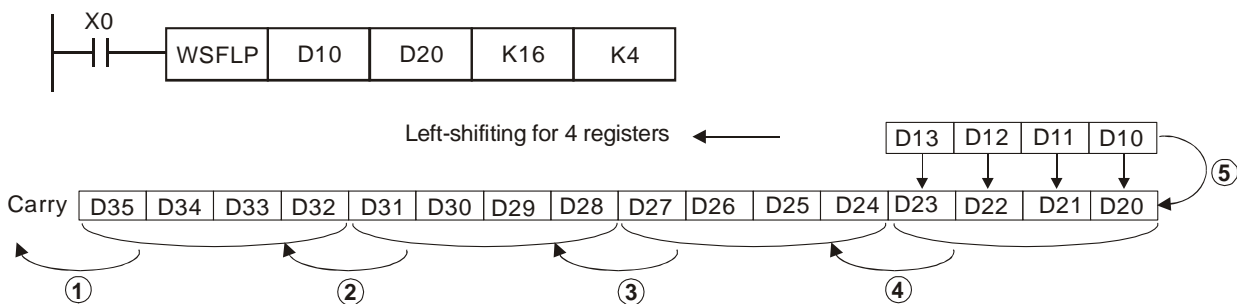 X0
WSFLP D10 D20 K16 K4
Left-shifiting for 4 registers
D13 D12 D11 D10
5
Carry D35 D34 D33 D32 D31 D30 D29 D28 D27 D26 D25 D24 D23 D22 D21 D20
1 2 3 4